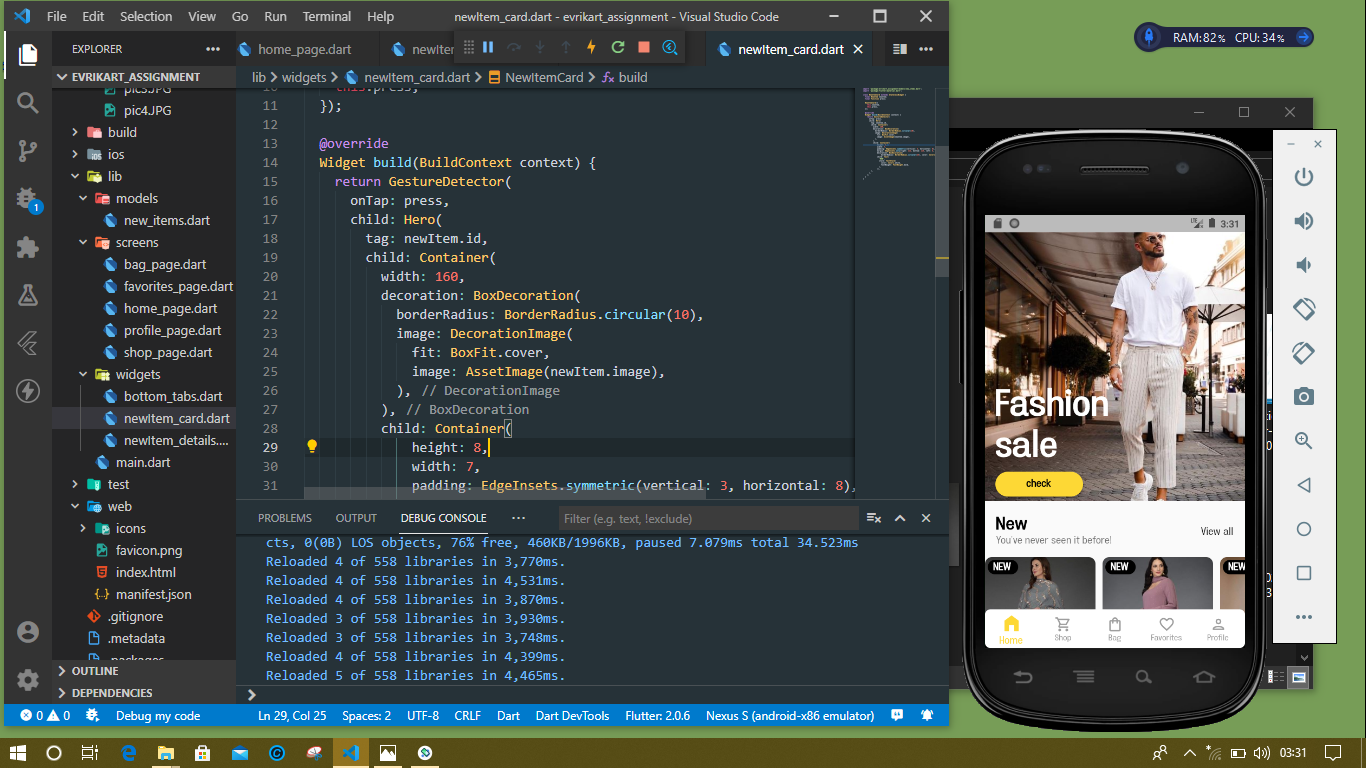 File Edit Selection View Go Run Terminal Help
newItem_card.dart - evrikart_assignment - Visual Studio Code
RAM:82% CPU:34%
EXPLORER
EVRIKART_ASSIGNMENT
pic3.JPG
pic4.JPG
build
ios
lib
models
new_items.dart
screens
bag_page.dart
favorites_page.dart
home_page.dart
profile_page.dart
shop_page.dart
widgets
bottom_tabs.dart
newItem_card.dart
newItem_details....
main.dart
test
web
icons
favicon.png
index.html
manifest.json
.gitignore
.metadata
.packages
OUTLINE
DEPENDENCIES
1
home_page.dart
newIten
newItem_card.dart
lib > widgets > newItem_card.dart > NewItemCard > build
10 this.press,
11 });
12
13 @override
14 Widget build(BuildContext context) {
15 return GestureDetector(
16 onTap: press,
17 child: Hero(
18 tag: newItem.id,
19 child: Container(
20 width: 160,
21 decoration: BoxDecoration(
22 borderRadius: BorderRadius.circular(10),
23 image: DecorationImage(
24 fit: BoxFit.cover,
25 image: AssetImage(newItem.image),
26 ), // DecorationImage
27 ), // BoxDecoration
28 child: Container(
29 height: 8,
30 width: 7,
31 padding: EdgeInsets.symmetric(vertical: 3, horizontal: 8),
PROBLEMS OUTPUT DEBUG CONSOLE ... Filter (e.g. text, !exclude)
cts, 0(0B) LOS objects, 76% free, 460KB/1996KB, paused 7.079ms total 34.523ms
Reloaded 4 of 558 libraries in 3,770ms.
Reloaded 4 of 558 libraries in 4,531ms.
Reloaded 4 of 558 libraries in 3,870ms.
Reloaded 3 of 558 libraries in 3,930ms.
Reloaded 3 of 558 libraries in 3,748ms.
Reloaded 4 of 558 libraries in 4,399ms.
Reloaded 5 of 558 libraries in 4,465ms.
0 0 Debug my code Ln 29, Col 25 Spaces: 2 UTF-8 CRLF Dart Dart DevTools Flutter: 2.0.6 Nexus S (android-x86 emulator)
LTE 3:31
Fashion
sale
check
New
View all
You've never seen it before!
NEW NEW NEW
Home Shop Bag Favorites Profile
03:31